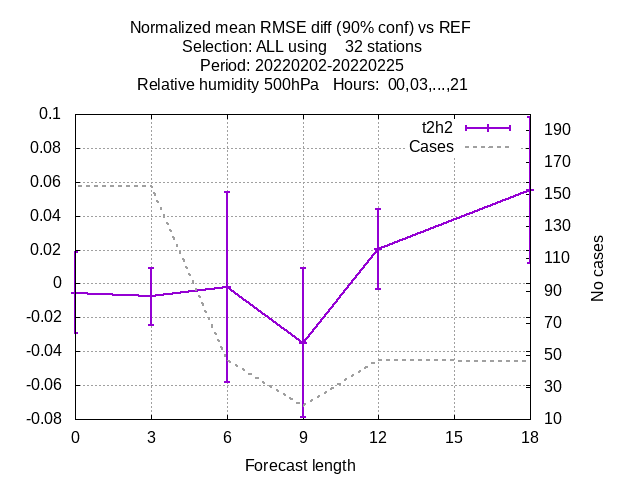 Normalized mean RMSE diff (90% conf) vs REF
Selection: ALL using 32 stations
Period: 20220202-20220225
Relative humidity 500hPa Hours: 00,03,...,21
t2h2
Cases
0.1
0.08
0.06
0.04
0.02
0
-0.02
-0.04
-0.06
-0.08
190
170
150
130
110
90
70
50
30
10
No cases
0 3 6 9 12 15 18
Forecast length